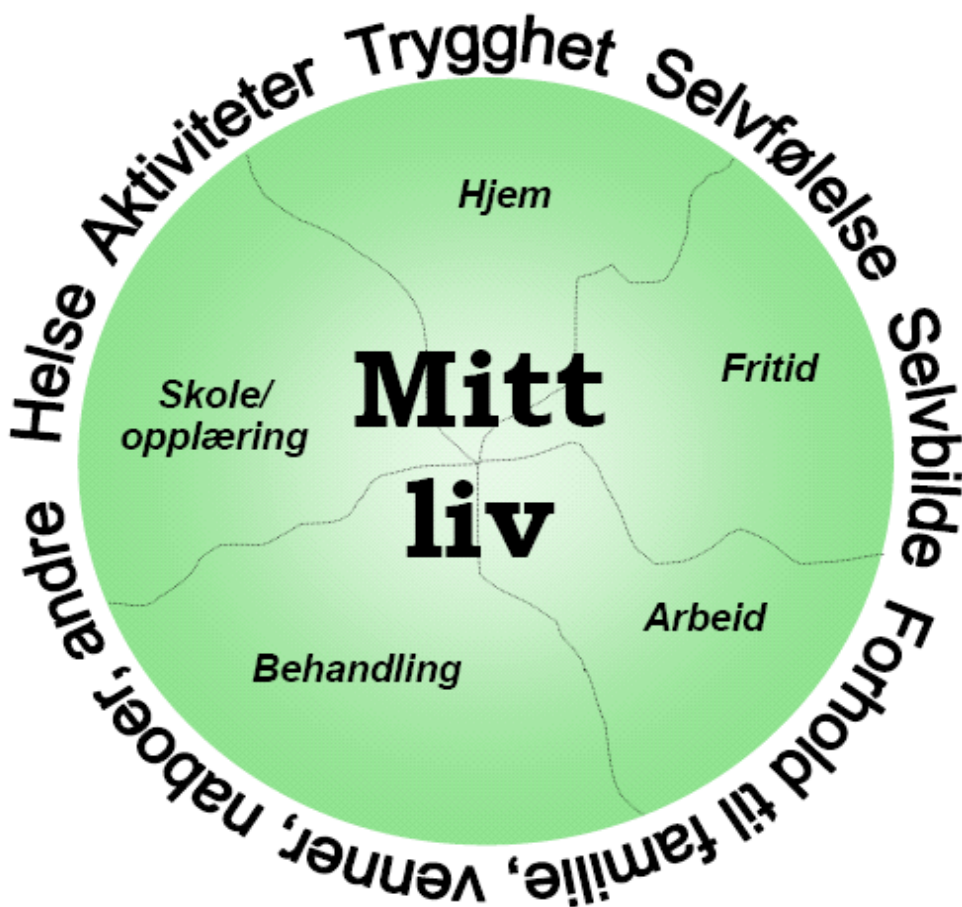 Helse Aktiviteter Trygghet Selvfølelse Selvbilde Forhold til familie, venner, naboer, andre
Hjem
Fritid
Skole/
opplæring
Mitt
liv
Arbeid
Behandling